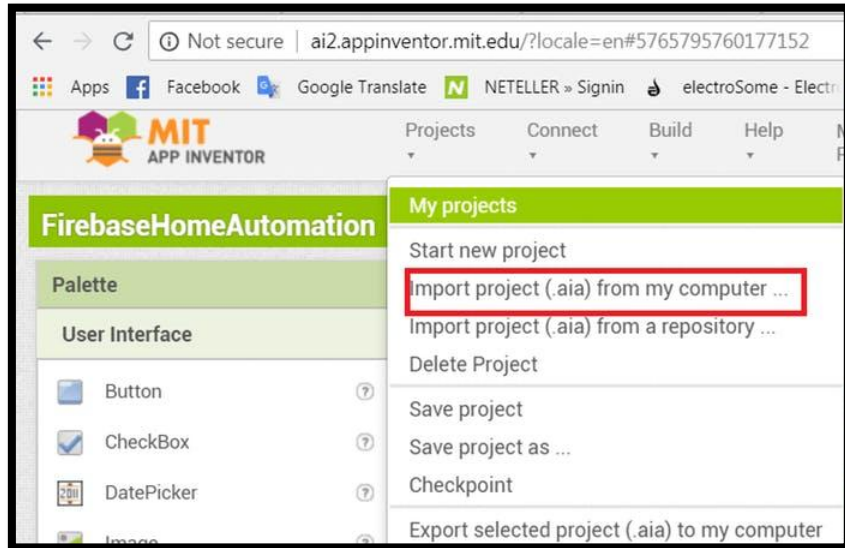 Not secure | ai2.appinventor.mit.edu/?locale=en#5765795760177152
Apps Facebook Google Translate N NETELLER » Signin electroSome - Electr
MIT
APP INVENTOR
Projects Connect Build Help
FirebaseHomeAutomation
Palette
User Interface
Button
CheckBox
DatePicker
Image
My projects
Start new project
Import project (.aia) from my computer ...
Import project (.aia) from a repository ...
Delete Project
Save project
Save project as ...
Checkpoint
Export selected project (.aia) to my computer